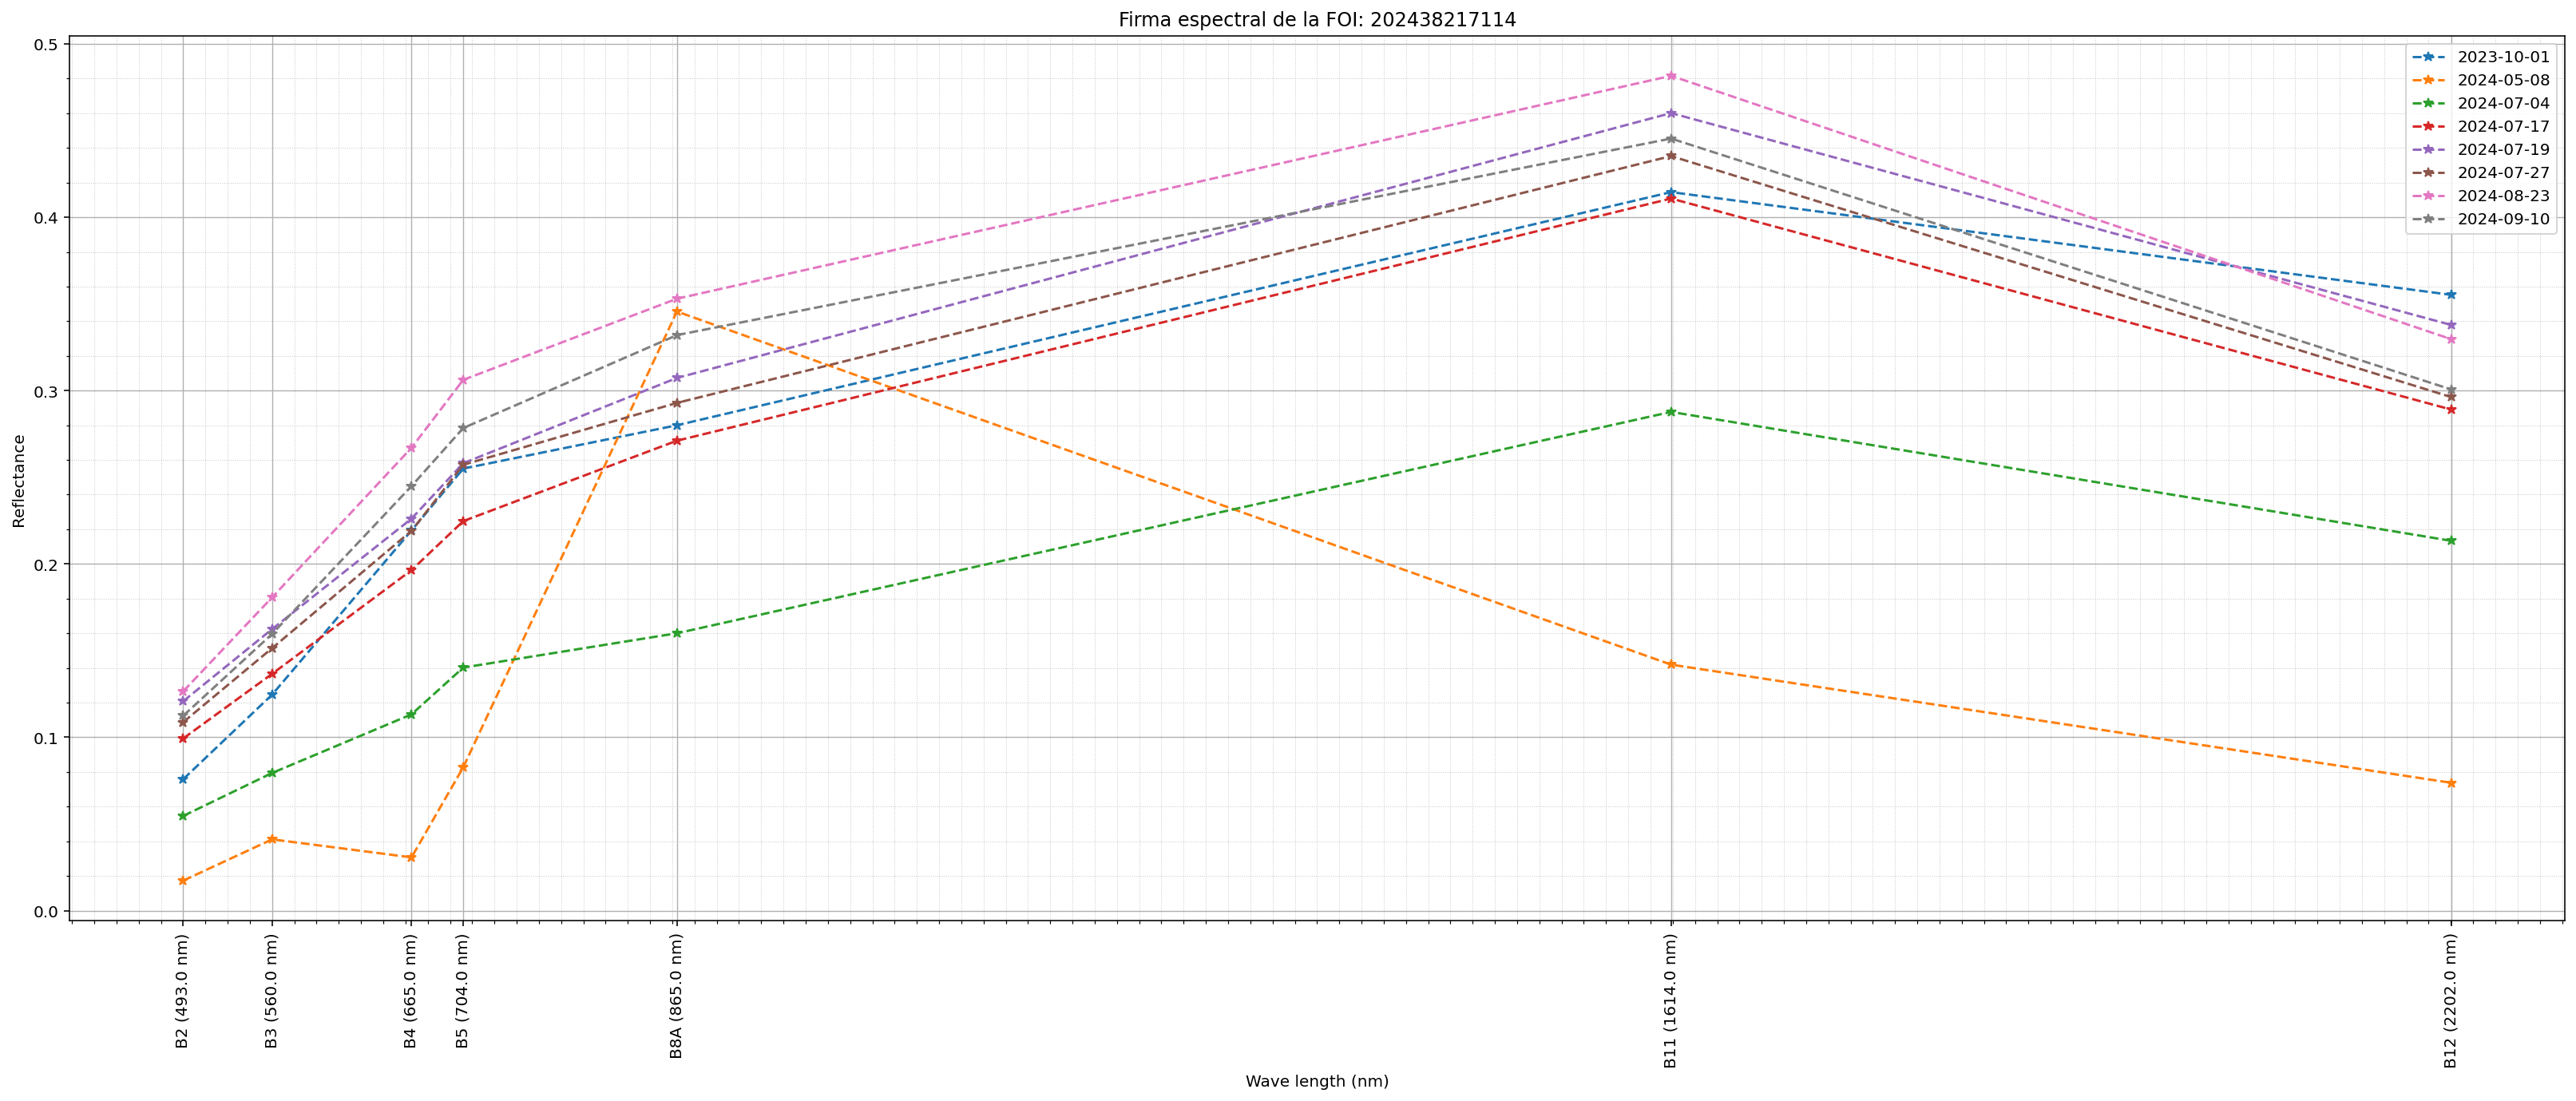 Firma espectral de la FOI: 202438217114
0.5
0.4
0.3
0.2
0.1
0.0
Reflectance
2023-10-01
2024-05-08
2024-07-04
2024-07-17
2024-07-19
2024-07-27
2024-08-23
2024-09-10
B2 (493.0 nm)
B3 (560.0 nm)
B4 (665.0 nm)
B5 (704.0 nm)
B8A (865.0 nm)
B11 (1614.0 nm)
B12 (2202.0 nm)
Wave length (nm)